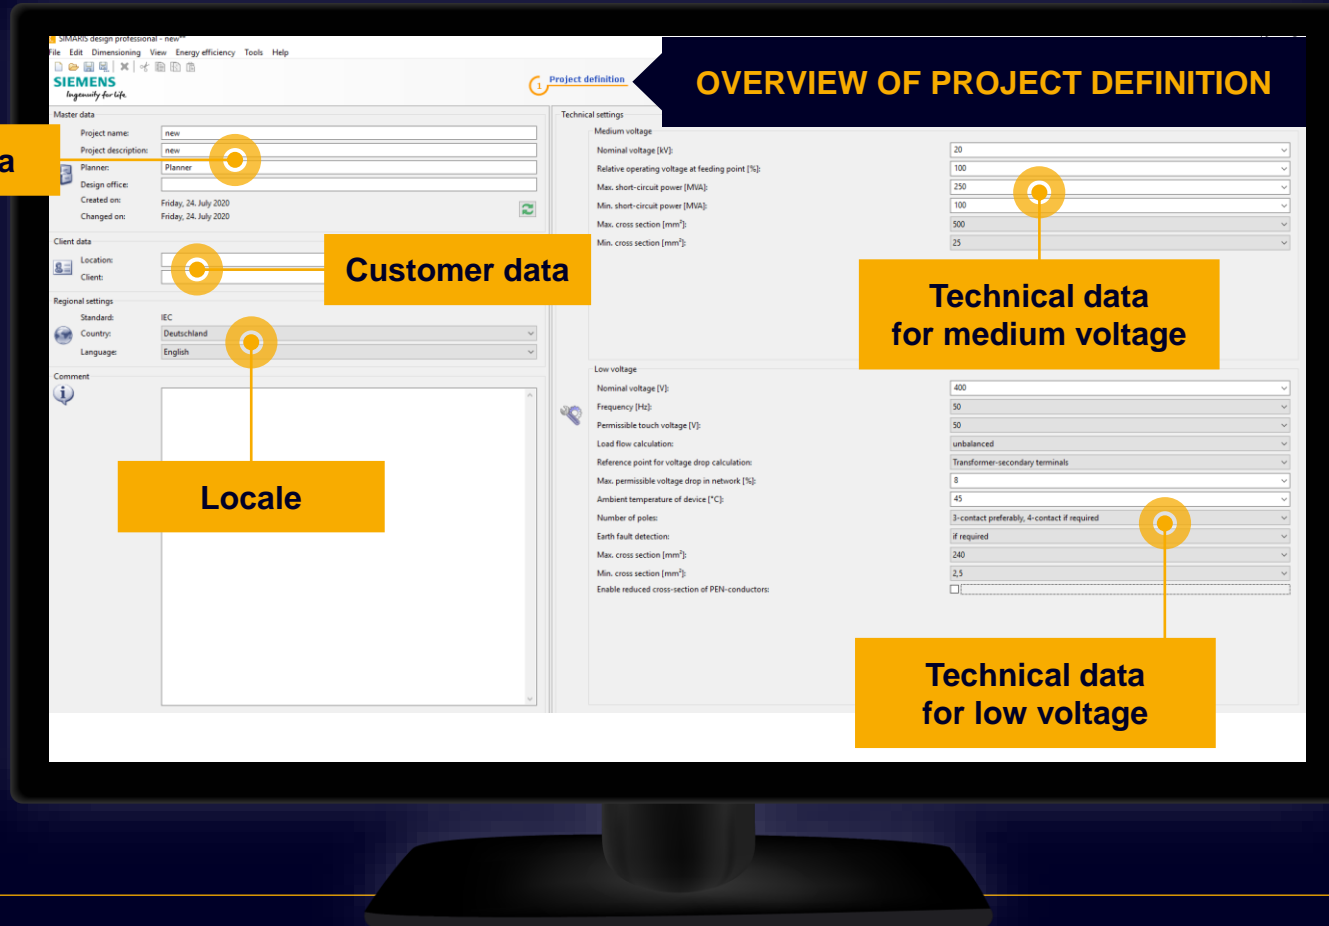 SIMARIS design professional - new**
File Edit Dimensioning View Energy efficiency Tools Help
SIEMENS
Ingenuity for life
1 Project definition
OVERVIEW OF PROJECT DEFINITION
Master data
Project name: new
Project description: new
Planner: Planner
Design office:
Created on: Friday, 24. July 2020
Changed on: Friday, 24. July 2020
a
Client data
Location:
Client:
Customer data
Regional settings
Standard: IEC
Country: Deutschland
Language: English
Comment
Locale
Technical settings
Medium voltage
Nominal voltage [kV]: 20
Relative operating voltage at feeding point [%]: 100
Max. short-circuit power [MVA]: 250
Min. short-circuit power [MVA]: 100
Max. cross section [mm²]: 500
Min. cross section [mm²]: 25
Technical data
for medium voltage
Low voltage
Nominal voltage [V]: 400
Frequency [Hz]: 50
Permissible touch voltage [V]: 50
Load flow calculation: unbalanced
Reference point for voltage drop calculation: Transformer-secondary terminals
Max. permissible voltage drop in network [%]: 8
Ambient temperature of device [°C]: 45
Number of poles: 3-contact preferably, 4-contact if required
Earth fault detection: if required
Max. cross section [mm²]: 240
Min. cross section [mm²]: 2,5
Enable reduced cross-section of PEN-conductors:
Technical data
for low voltage